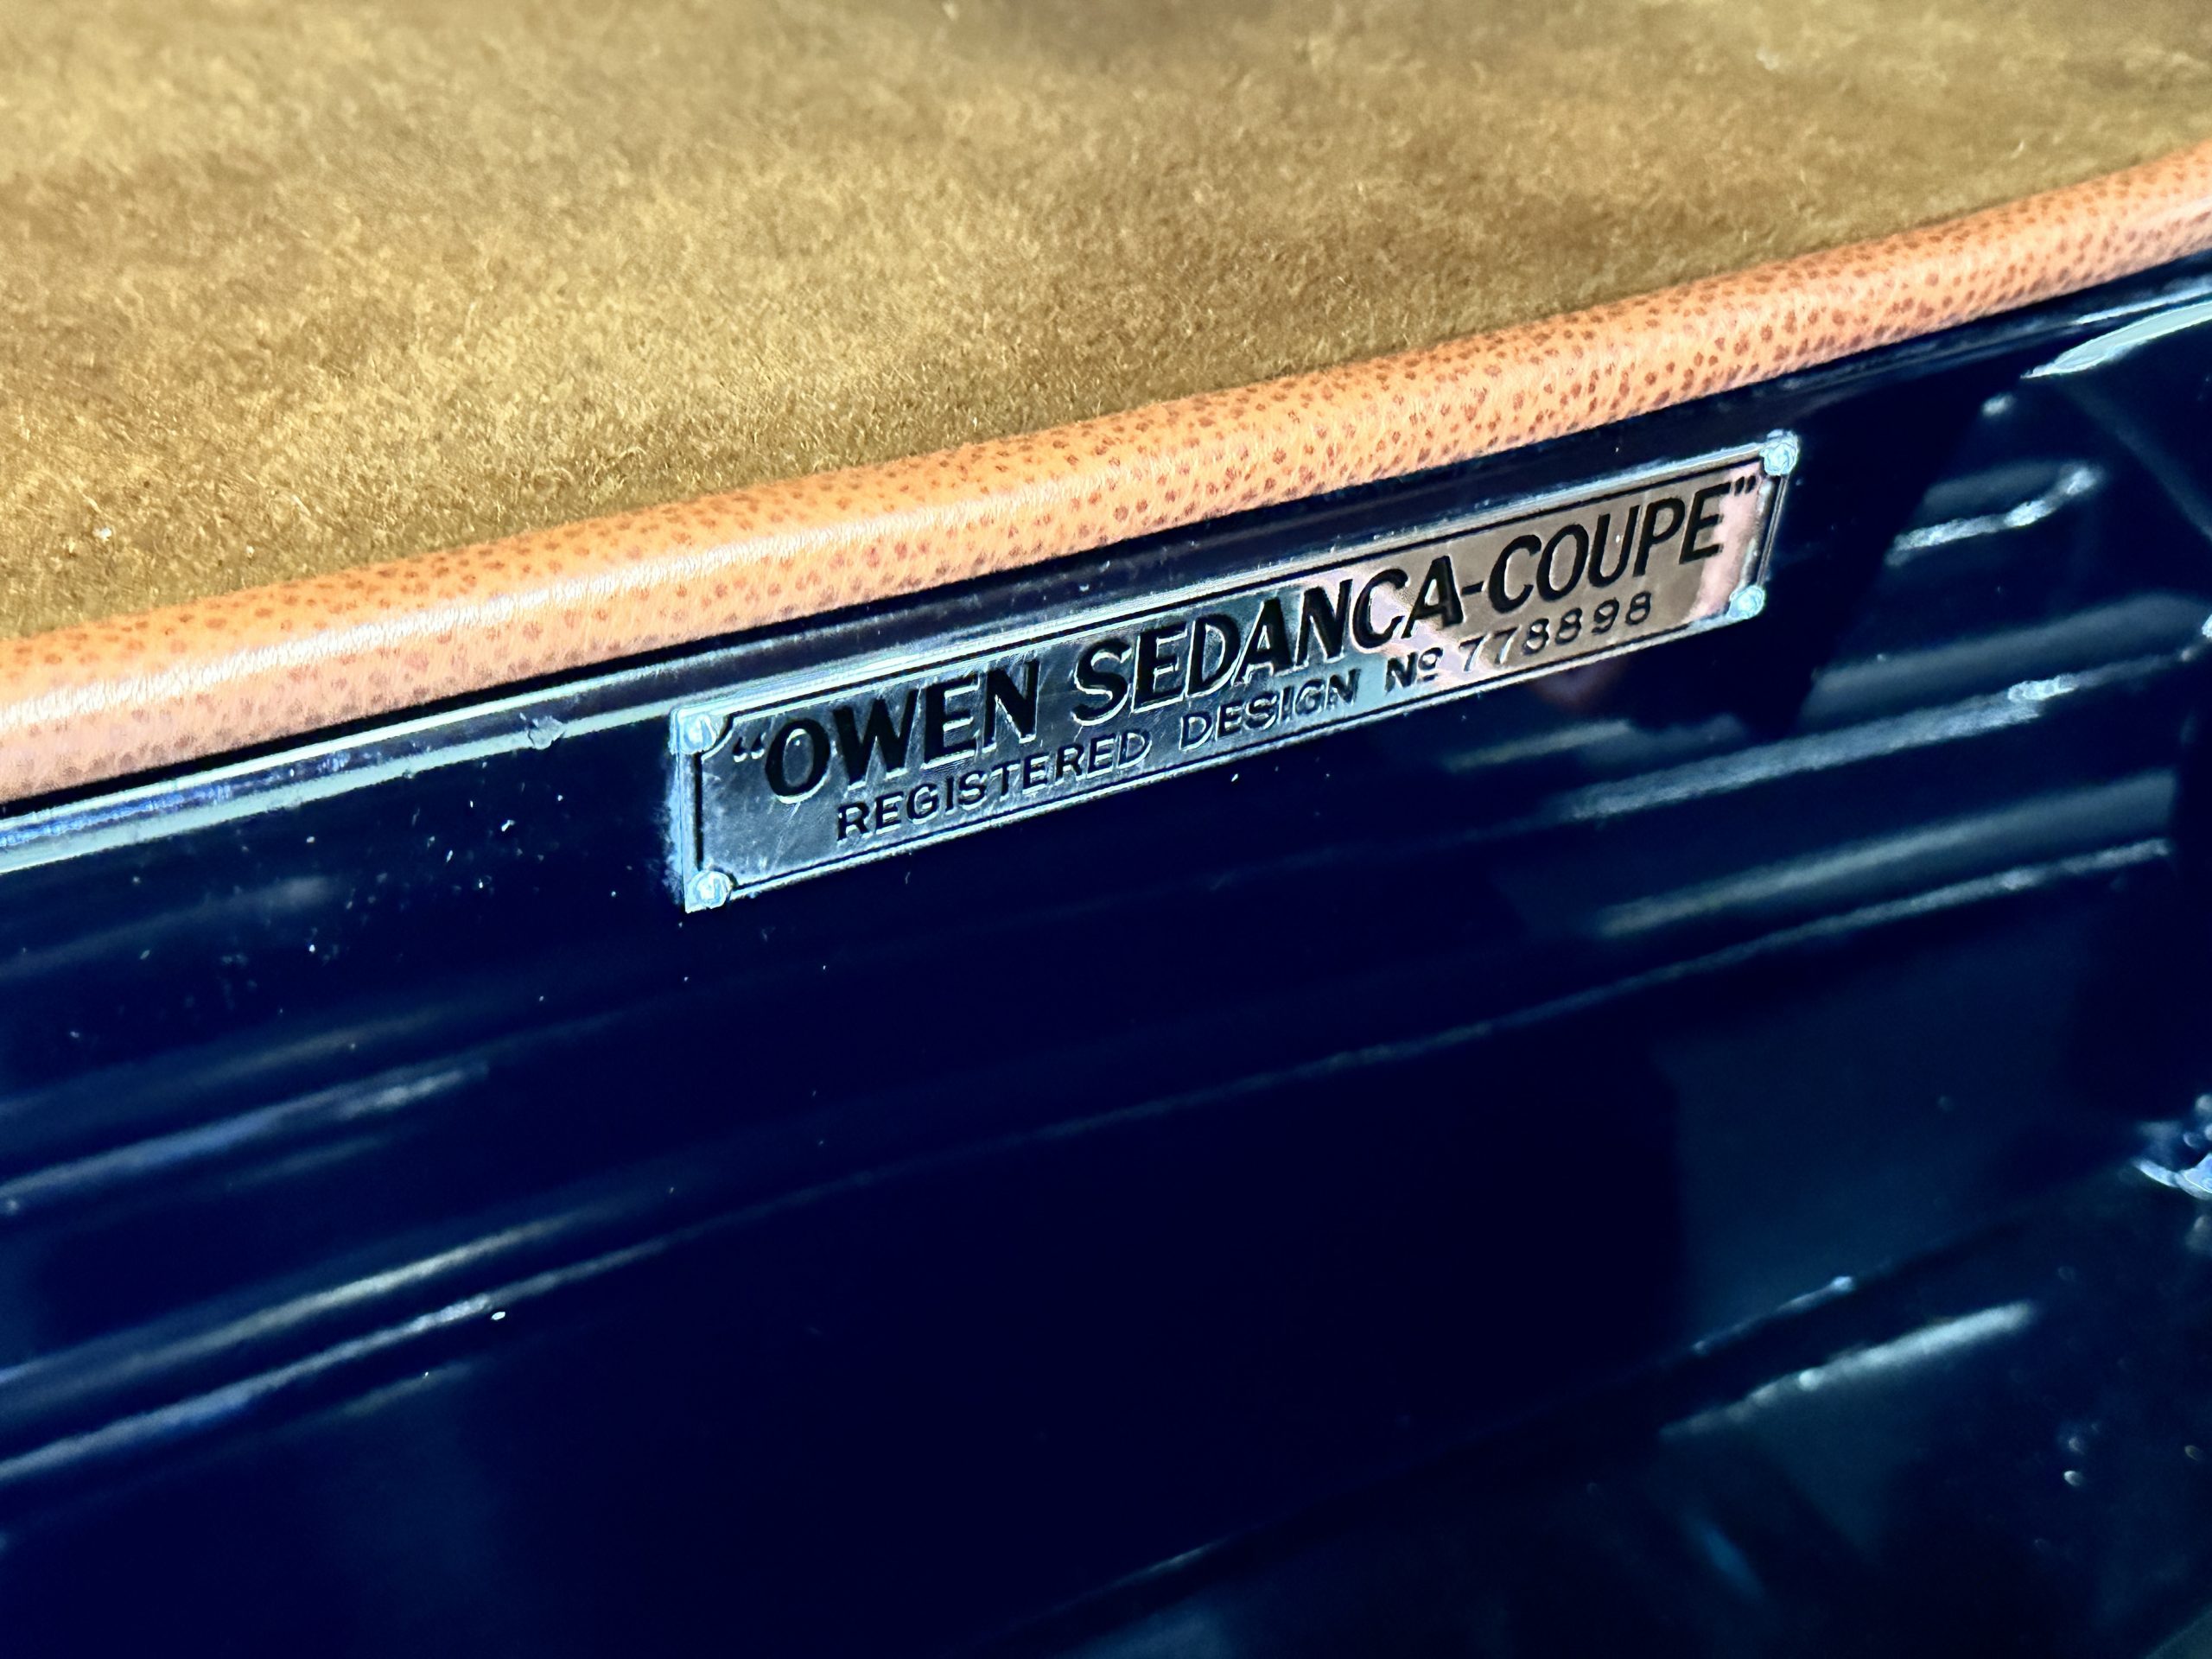 “OWEN SEDANCA-COUPE”
REGISTERED DESIGN Nº 778898